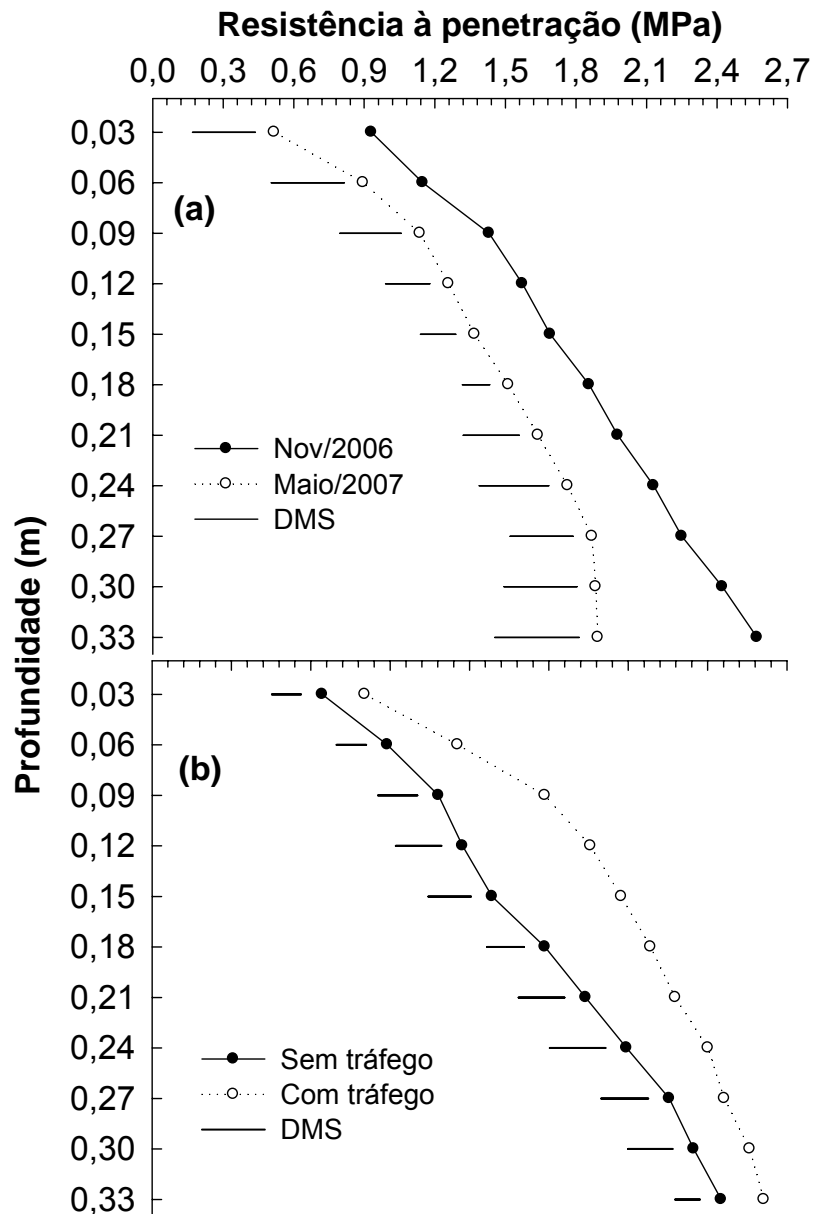 Resistência à penetração (MPa)
0,0 0,3 0,6 0,9 1,2 1,5 1,8 2,1 2,4 2,7
Profundidade (m)
0,03
0,06
(a)
0,09
0,12
0,15
0,18
0,21
0,24
0,27
0,30
0,33
Nov/2006
Maio/2007
DMS
0,03
0,06
(b)
0,09
0,12
0,15
0,18
0,21
0,24
0,27
0,30
0,33
Sem tráfego
Com tráfego
DMS